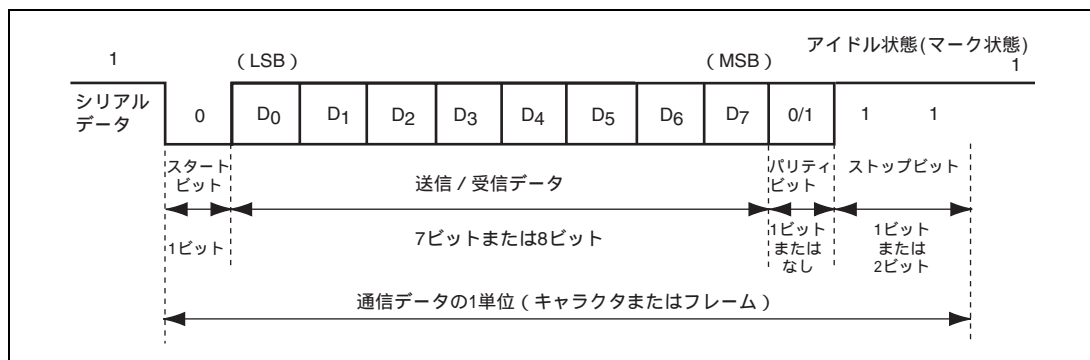 アイドル状態(マーク状態)
1 (LSB) (MSB) 1
シリアル
データ
0 D0 D1 D2 D3 D4 D5 D6 D7 0/1 1 1
スタート
ビット
送信 / 受信データ
パリティ
ビット
ストップビット
1ビット
7ビットまたは8ビット
1ビット
または
なし
1ビット
または
2ビット
通信データの1単位 ( キャラクタまたはフレーム )